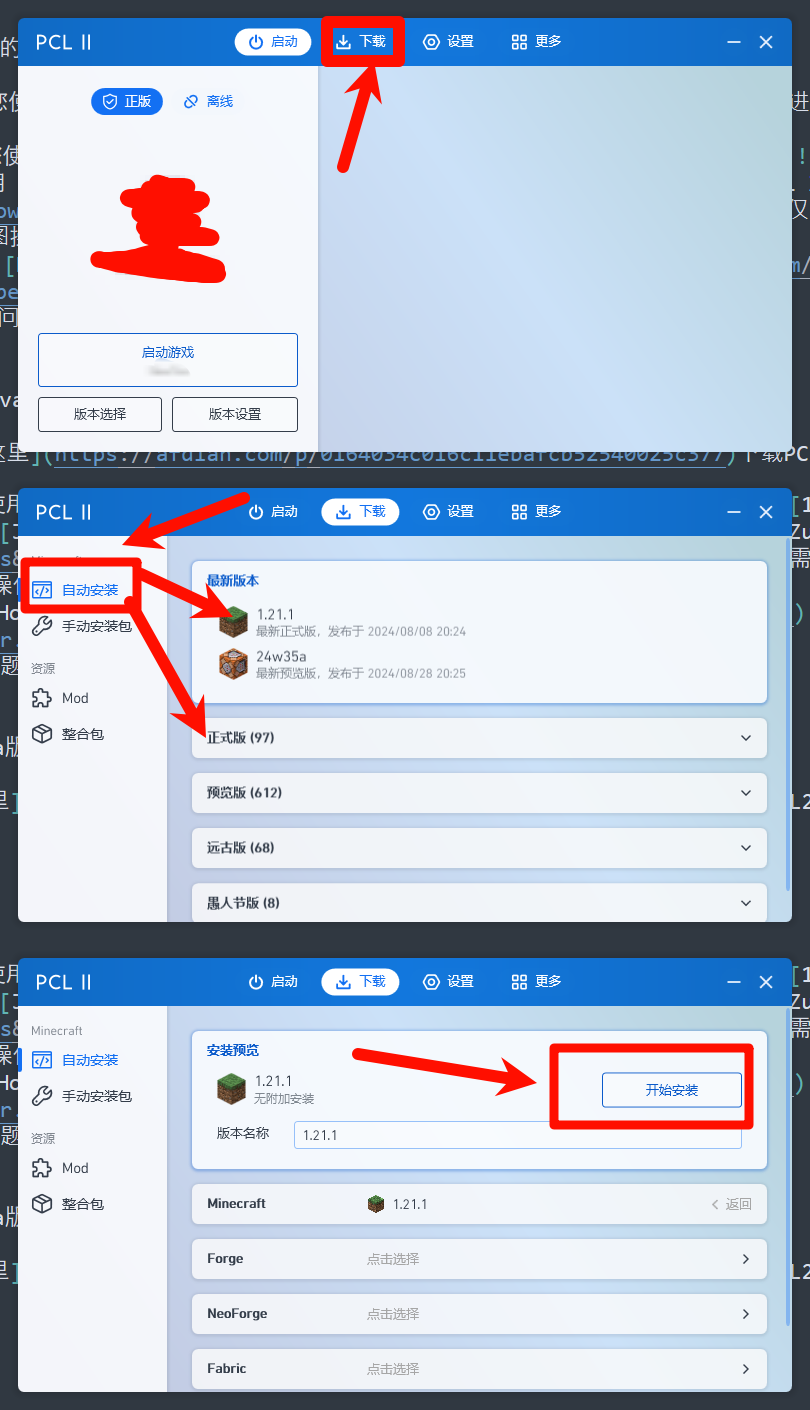 PCL II 启动 下载 设置 更多
正版 离线
启动游戏
版本选择 版本设置
这里](https://afdian.com/p/0164034c016c11ebafcb52540025c377)下载PC
PCL II 启动 下载 设置 更多
自动安装
手动安装包
资源
Mod
整合包
最新版本
1.21.1
最新正式版，发布于 2024/08/08 20:24
24w35a
最新预览版，发布于 2024/08/28 20:25
正式版 (97)
预览版 (612)
远古版 (68)
愚人节版 (8)
PCL II 启动 下载 设置 更多
Minecraft
自动安装
手动安装包
资源
Mod
整合包
安装预览
1.21.1
无附加安装
开始安装
版本名称 1.21.1
Minecraft 1.21.1 返回
Forge 点击选择
NeoForge 点击选择
Fabric 点击选择